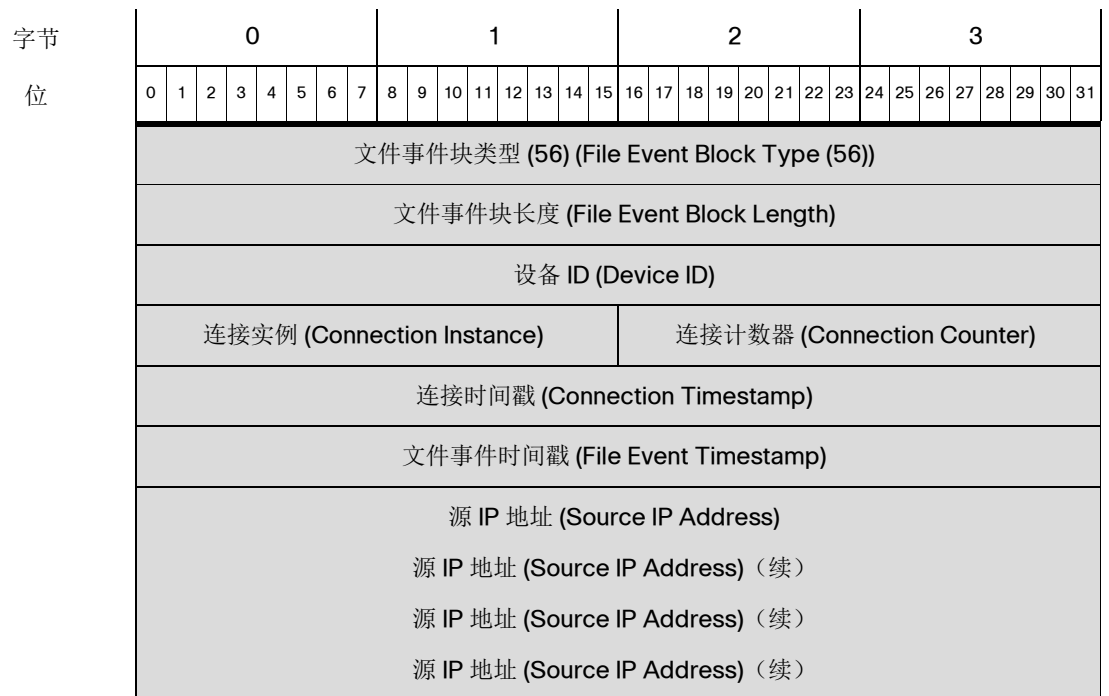 字节 0 1 2 3
位 0 1 2 3 4 5 6 7 8 9 10 11 12 13 14 15 16 17 18 19 20 21 22 23 24 25 26 27 28 29 30 31
文件事件块类型 (56) (File Event Block Type (56))
文件事件块长度 (File Event Block Length)
设备 ID (Device ID)
连接实例 (Connection Instance) 连接计数器 (Connection Counter)
连接时间戳 (Connection Timestamp)
文件事件时间戳 (File Event Timestamp)
源 IP 地址 (Source IP Address)
源 IP 地址 (Source IP Address)（续）
源 IP 地址 (Source IP Address)（续）
源 IP 地址 (Source IP Address)（续）